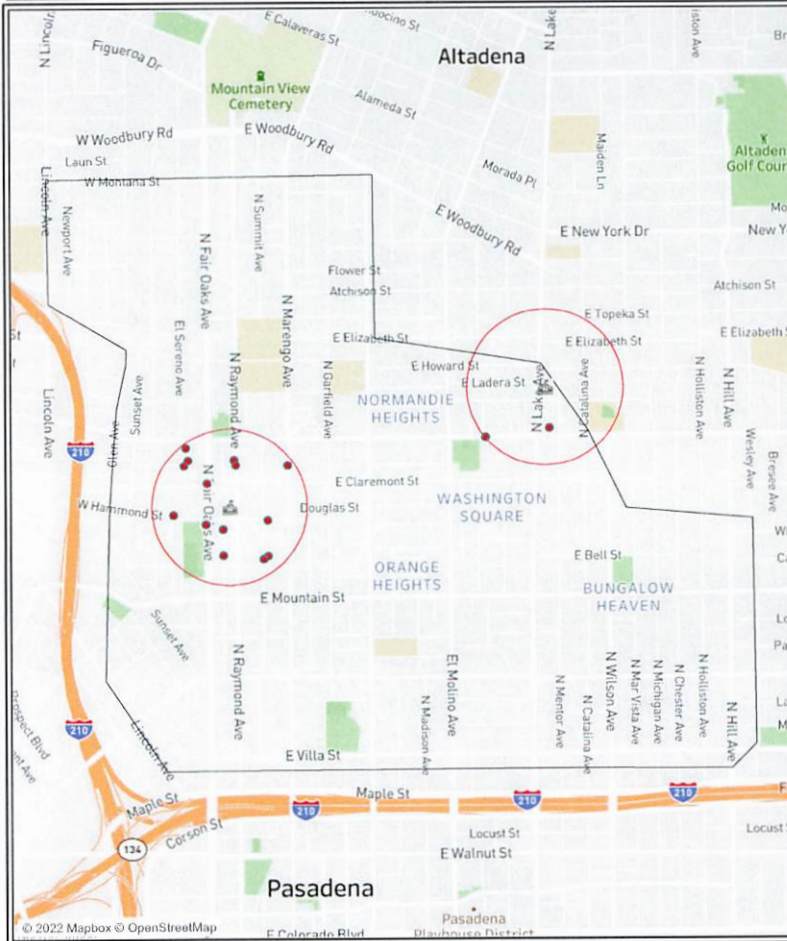 E Calaveras St
N Lake
Figueroa Dr
Altadena
Mountain View
Cemetery
Alameda St
W Woodbury Rd
E Woodbury Rd
Maiden Ln
Altaden
Golf Cour
Laun St
W Montana St
Morada Pl
Lincoln Ave
Newport Ave
N Summit Ave
E Woodbury Rd
E New York Dr
New Y
N Fair Oaks Ave
Flower St
Atchison St
Atchison St
N Marengo Ave
E Topeka St
El Sereno Ave
E Elizabeth St
E Elizabeth St
E Elizabeth S
N Raymond Ave
N Garfield Ave
E Howard St
E Ladera St
N Lake Ave
N Catalina Ave
N Holliston Ave
N Hill Ave
Sunset Ave
Lincoln Ave
Glen Ave
NORMANDIE
HEIGHTS
Wesley Ave
Bresee Ave
210
E Claremont St
N Fair Oaks Ave
W Hammond St
Douglas St
WASHINGTON
SQUARE
E Bell St
ORANGE
HEIGHTS
BUNGALOW
HEAVEN
E Mountain St
Sunset Ave
N Raymond Ave
El Molino Ave
N Madison Ave
N Mentor Ave
N Catalina Ave
N Wilson Ave
N Mar Vista Ave
N Michigan Ave
N Chester Ave
N Holliston Ave
N Hill Ave
Prospect Blvd
210
Lincoln Ave
E Villa St
Maple St
Maple St
210
210
210
Corson St
134
Locust St
Locust S
E Walnut St
Pasadena
Pasadena
Playhouse District
E Colorado Blvd
© 2022 Mapbox © OpenStreetMap